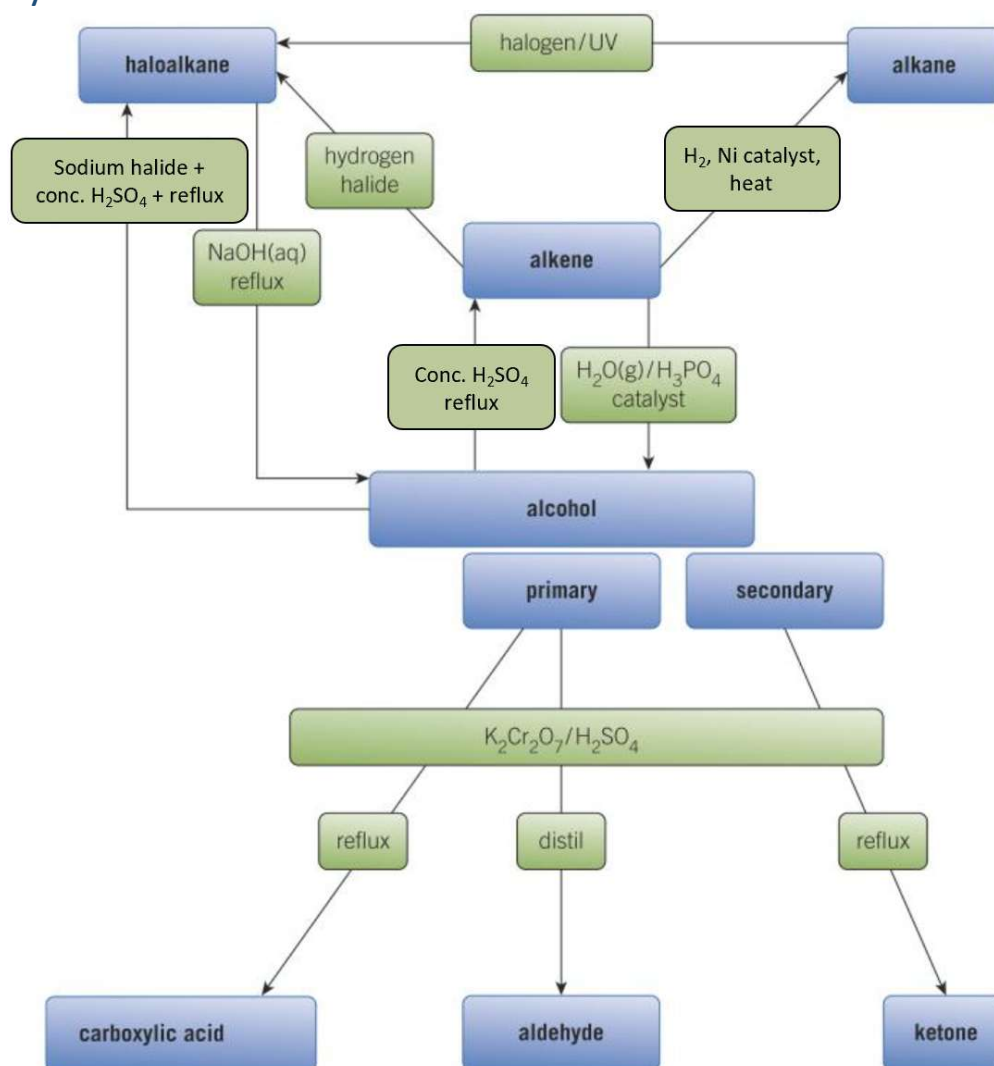 halogen/UV
haloalkane
alkane
Sodium halide +
conc. H₂SO₄ + reflux
hydrogen
halide
H₂, Ni catalyst,
heat
NaOH(aq)
reflux
alkene
Conc. H₂SO₄
reflux
H₂O(g)/H₃PO₄
catalyst
alcohol
primary
secondary
K₂Cr₂O₇/H₂SO₄
reflux
distil
reflux
carboxylic acid
aldehyde
ketone